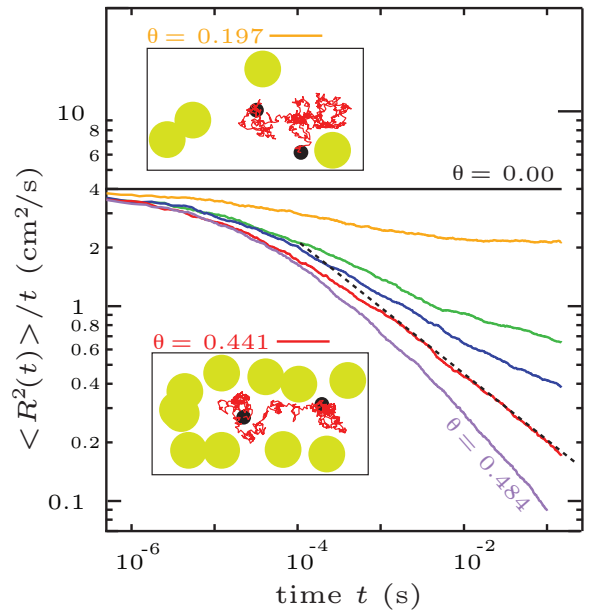 θ = 0.197
10
8
6
θ = 0.00
4
2
1
0.8
0.6
θ = 0.441
0.4
0.2
θ = 0.484
0.1
<R²(t)>/t (cm²/s)
10⁻⁶
10⁻⁴
10⁻²
time t (s)